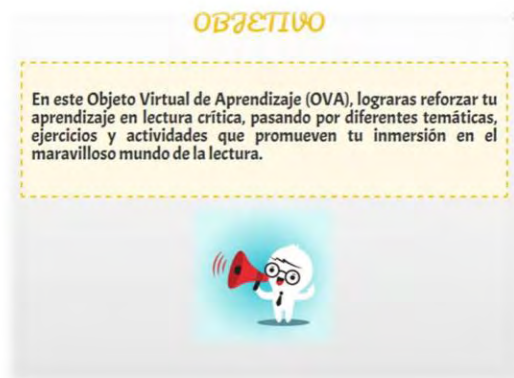 OBJETIVO
En este Objeto Virtual de Aprendizaje (OVA), lograras reforzar tu
aprendizaje en lectura crítica, pasando por diferentes temáticas,
ejercicios y actividades que promueven tu inmersión en el
maravilloso mundo de la lectura.